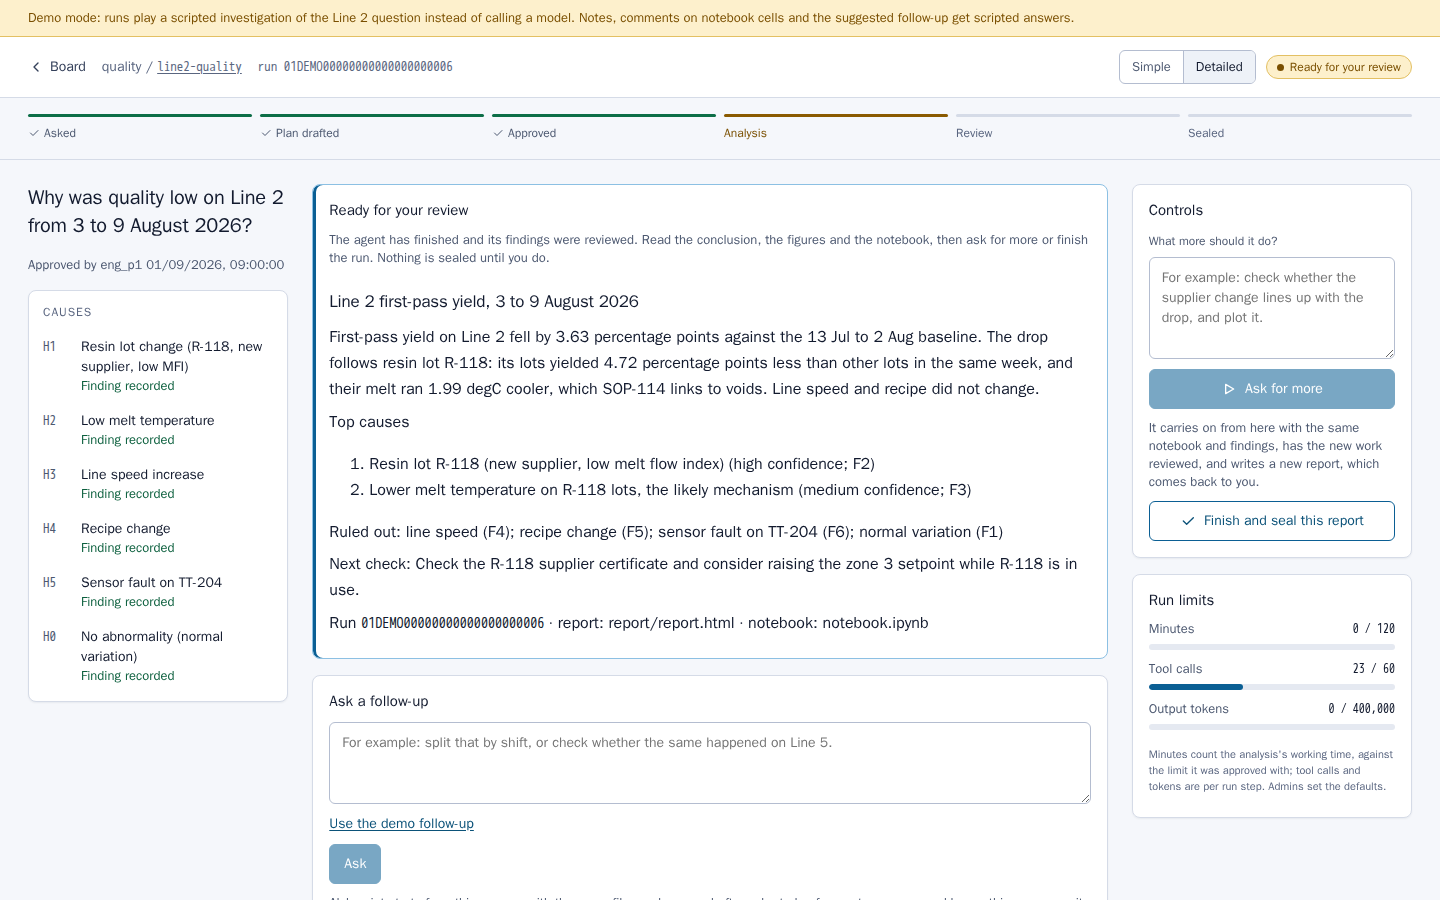 Demo mode: runs play a scripted investigation of the Line 2 question instead of calling a model. Notes, comments on notebook cells and the suggested follow-up get scripted answers.
Board quality / line2-quality run 01DEMO00000000000000000006
Simple Detailed Ready for your review
Asked Plan drafted Approved Analysis Review Sealed
Why was quality low on Line 2
from 3 to 9 August 2026?
Approved by eng_p1 01/09/2026, 09:00:00
CAUSES
H1 Resin lot change (R-118, new
supplier, low MFI)
Finding recorded
H2 Low melt temperature
Finding recorded
H3 Line speed increase
Finding recorded
H4 Recipe change
Finding recorded
H5 Sensor fault on TT-204
Finding recorded
H0 No abnormality (normal
variation)
Finding recorded
Ready for your review
The agent has finished and its findings were reviewed. Read the conclusion, the figures and the notebook, then ask for more or finish
the run. Nothing is sealed until you do.
Line 2 first-pass yield, 3 to 9 August 2026
First-pass yield on Line 2 fell by 3.63 percentage points against the 13 Jul to 2 Aug baseline. The drop
follows resin lot R-118: its lots yielded 4.72 percentage points less than other lots in the same week, and
their melt ran 1.99 degC cooler, which SOP-114 links to voids. Line speed and recipe did not change.
Top causes
1. Resin lot R-118 (new supplier, low melt flow index) (high confidence; F2)
2. Lower melt temperature on R-118 lots, the likely mechanism (medium confidence; F3)
Ruled out: line speed (F4); recipe change (F5); sensor fault on TT-204 (F6); normal variation (F1)
Next check: Check the R-118 supplier certificate and consider raising the zone 3 setpoint while R-118 is in
use.
Run 01DEMO00000000000000000006 · report: report/report.html · notebook: notebook.ipynb
Ask a follow-up
For example: split that by shift, or check whether the same happened on Line 5.
Use the demo follow-up
Ask
Controls
What more should it do?
For example: check whether the
supplier change lines up with the
drop, and plot it.
Ask for more
It carries on from here with the same
notebook and findings, has the new work
reviewed, and writes a new report, which
comes back to you.
Finish and seal this report
Run limits
Minutes 0 / 120
Tool calls 23 / 60
Output tokens 0 / 400,000
Minutes count the analysis's working time, against
the limit it was approved with; tool calls and
tokens are per run step. Admins set the defaults.